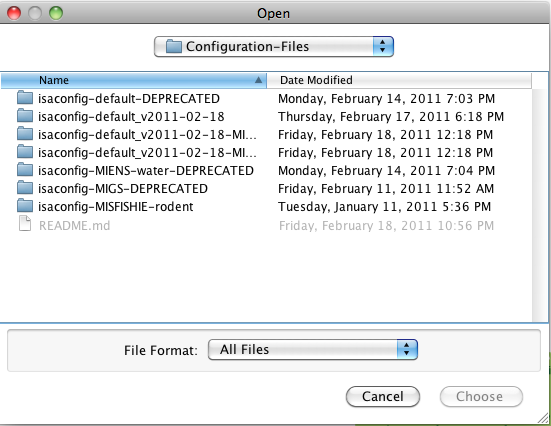 Open
Configuration-Files
Name Date Modified
isaconfig-default-DEPRECATED Monday, February 14, 2011 7:03 PM
isaconfig-default_v2011-02-18 Thursday, February 17, 2011 6:18 PM
isaconfig-default_v2011-02-18-MI... Friday, February 18, 2011 12:18 PM
isaconfig-default_v2011-02-18-MI... Friday, February 18, 2011 12:18 PM
isaconfig-MIENS-water-DEPRECATED Monday, February 14, 2011 7:04 PM
isaconfig-MIGS-DEPRECATED Friday, February 11, 2011 11:52 AM
isaconfig-MISFISHIE-rodent Tuesday, January 11, 2011 5:36 PM
README.md Friday, February 18, 2011 10:56 PM
File Format: All Files
Cancel Choose